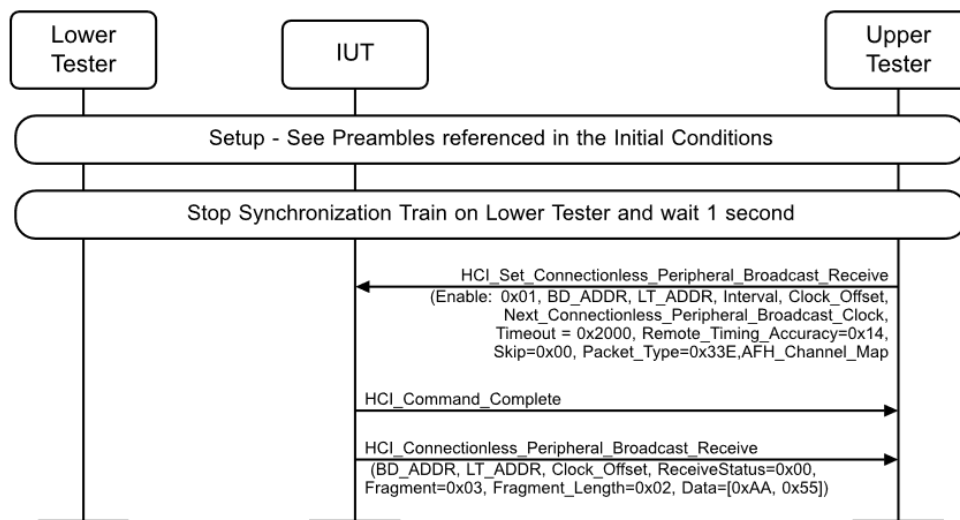 Lower
Tester
IUT
Upper
Tester
Setup - See Preambles referenced in the Initial Conditions
Stop Synchronization Train on Lower Tester and wait 1 second
HCI_Set_Connectionless_Peripheral_Broadcast_Receive
(Enable: 0x01, BD_ADDR, LT_ADDR, Interval, Clock_Offset,
Next_Connectionless_Peripheral_Broadcast_Clock,
Timeout = 0x2000, Remote_Timing_Accuracy=0x14,
Skip=0x00, Packet_Type=0x33E,AFH_Channel_Map
HCI_Command_Complete
HCI_Connectionless_Peripheral_Broadcast_Receive
(BD_ADDR, LT_ADDR, Clock_Offset, ReceiveStatus=0x00,
Fragment=0x03, Fragment_Length=0x02, Data=[0xAA, 0x55])